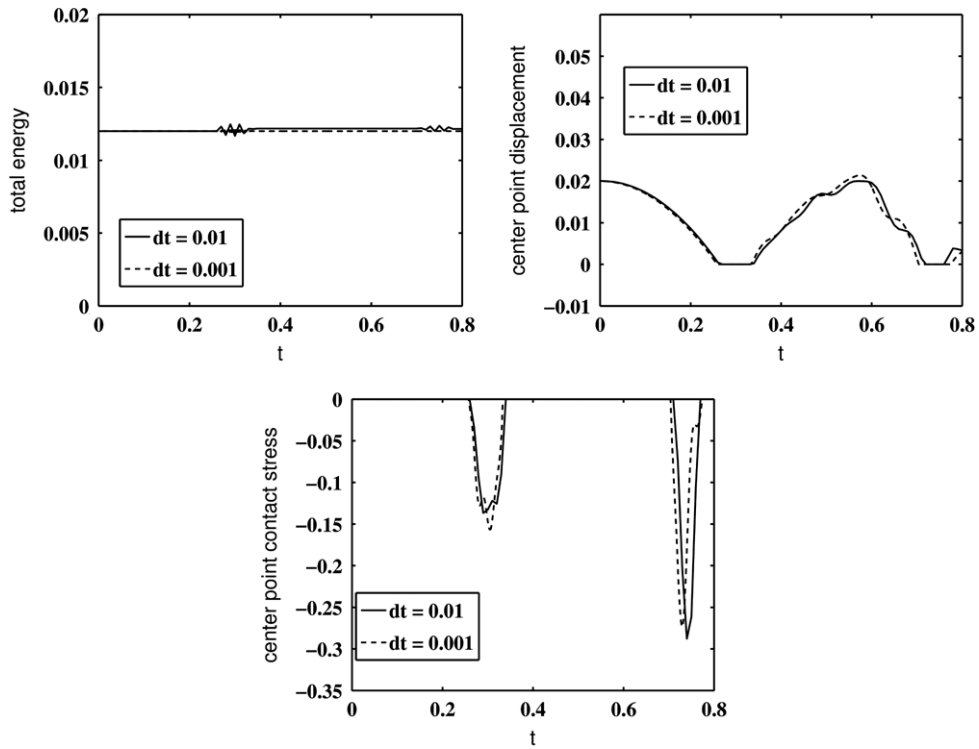 0.02
0.015
0.01
0.005
0
total energy
dt = 0.01
dt = 0.001
0 0.2 0.4 0.6 0.8
t
0.06
0.05
0.04
0.03
0.02
0.01
0
−0.01
center point displacement
dt = 0.01
dt = 0.001
0 0.2 0.4 0.6 0.8
t
0
−0.05
−0.1
−0.15
−0.2
−0.25
−0.3
−0.35
center point contact stress
dt = 0.01
dt = 0.001
0 0.2 0.4 0.6 0.8
t